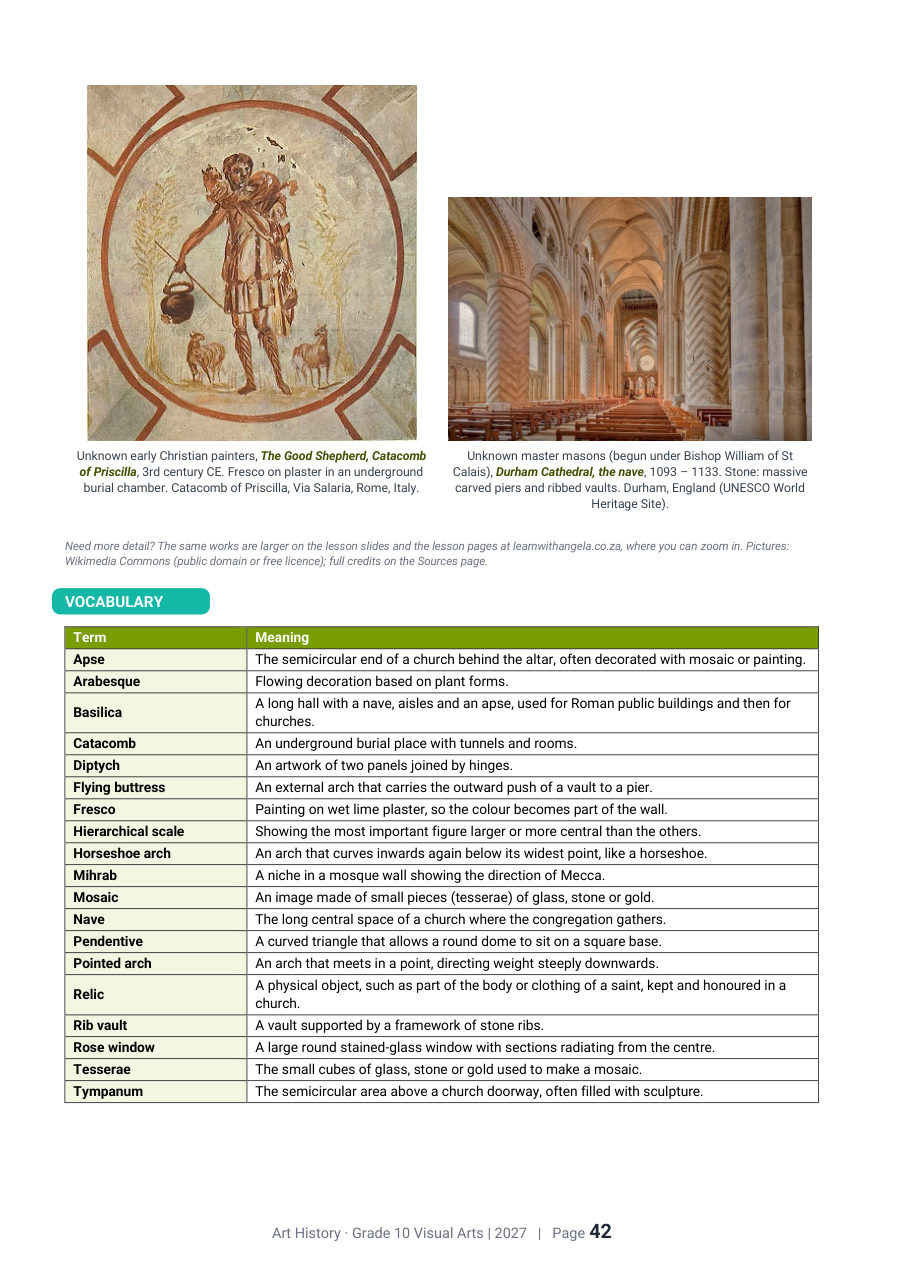 Unknown early Christian painters, The Good Shepherd, Catacomb
of Priscilla, 3rd century CE. Fresco on plaster in an underground
burial chamber. Catacomb of Priscilla, Via Salaria, Rome, Italy.
Unknown master masons (begun under Bishop William of St
Calais), Durham Cathedral, the nave, 1093 – 1133. Stone: massive
carved piers and ribbed vaults. Durham, England (UNESCO World
Heritage Site).
Need more detail? The same works are larger on the lesson slides and the lesson pages at learnwithangela.co.za, where you can zoom in. Pictures:
Wikimedia Commons (public domain or free licence); full credits on the Sources page.
VOCABULARY
Term Meaning
Apse The semicircular end of a church behind the altar, often decorated with mosaic or painting.
Arabesque Flowing decoration based on plant forms.
Basilica A long hall with a nave, aisles and an apse, used for Roman public buildings and then for
churches.
Catacomb An underground burial place with tunnels and rooms.
Diptych An artwork of two panels joined by hinges.
Flying buttress An external arch that carries the outward push of a vault to a pier.
Fresco Painting on wet lime plaster, so the colour becomes part of the wall.
Hierarchical scale Showing the most important figure larger or more central than the others.
Horseshoe arch An arch that curves inwards again below its widest point, like a horseshoe.
Mihrab A niche in a mosque wall showing the direction of Mecca.
Mosaic An image made of small pieces (tesserae) of glass, stone or gold.
Nave The long central space of a church where the congregation gathers.
Pendentive A curved triangle that allows a round dome to sit on a square base.
Pointed arch An arch that meets in a point, directing weight steeply downwards.
Relic A physical object, such as part of the body or clothing of a saint, kept and honoured in a
church.
Rib vault A vault supported by a framework of stone ribs.
Rose window A large round stained-glass window with sections radiating from the centre.
Tesserae The small cubes of glass, stone or gold used to make a mosaic.
Tympanum The semicircular area above a church doorway, often filled with sculpture.
Art History · Grade 10 Visual Arts | 2027 | Page 42